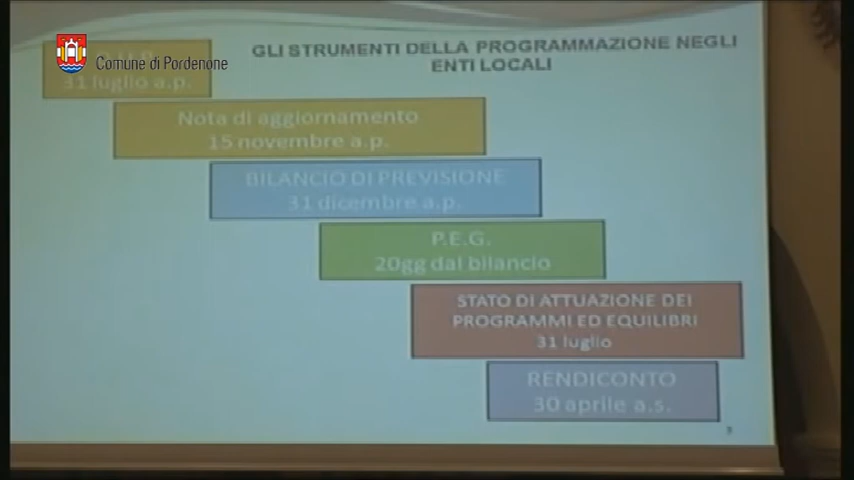 Comune di Pordenone
GLI STRUMENTI DELLA PROGRAMMAZIONE NEGLI
ENTI LOCALI
D.U.P.
31 luglio a.p.
Nota di aggiornamento
15 novembre a.p.
BILANCIO DI PREVISIONE
31 dicembre a.p.
P.E.G.
20gg dal bilancio
STATO DI ATTUAZIONE DEI
PROGRAMMI ED EQUILIBRI
31 luglio
RENDICONTO
30 aprile a.s.